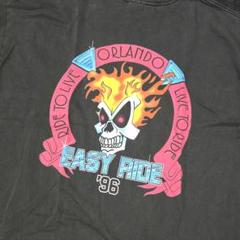 RIDE TO LIVE
ORLANDO
LIVE TO RIDE
EASY RIDE
'96